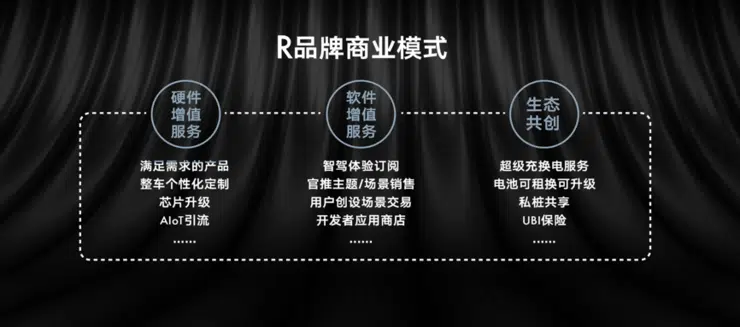 R品牌商业模式
硬件
增值
服务
满足需求的产品
整车个性化定制
芯片升级
AIoT引流
……
软件
增值
服务
智驾体验订阅
官推主题/场景销售
用户创设场景交易
开发者应用商店
……
生态
共创
超级充换电服务
电池可租换可升级
私桩共享
UBI保险
……